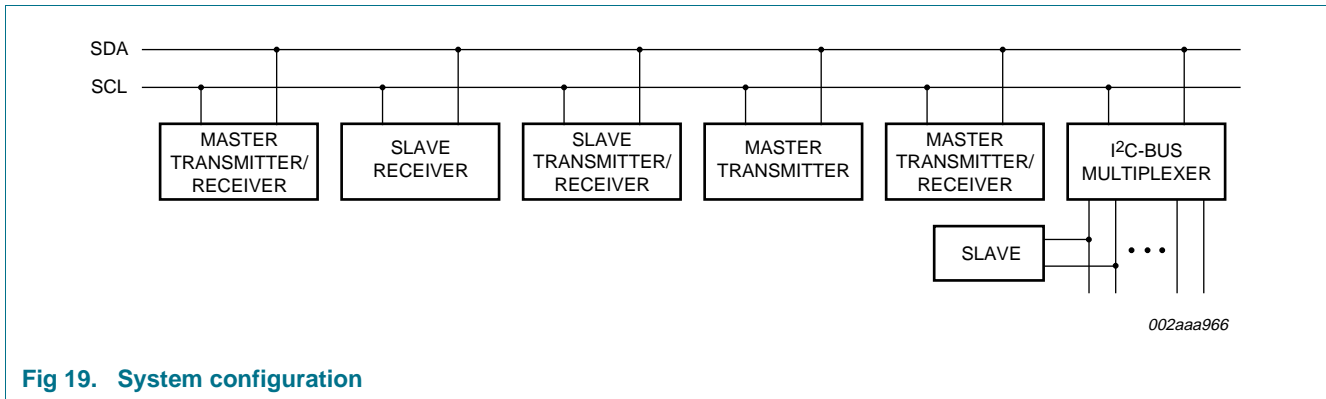 SDA
SCL
MASTER
TRANSMITTER/
RECEIVER
SLAVE
RECEIVER
SLAVE
TRANSMITTER/
RECEIVER
MASTER
TRANSMITTER
MASTER
TRANSMITTER/
RECEIVER
I²C-BUS
MULTIPLEXER
SLAVE
002aaa966
Fig 19. System configuration